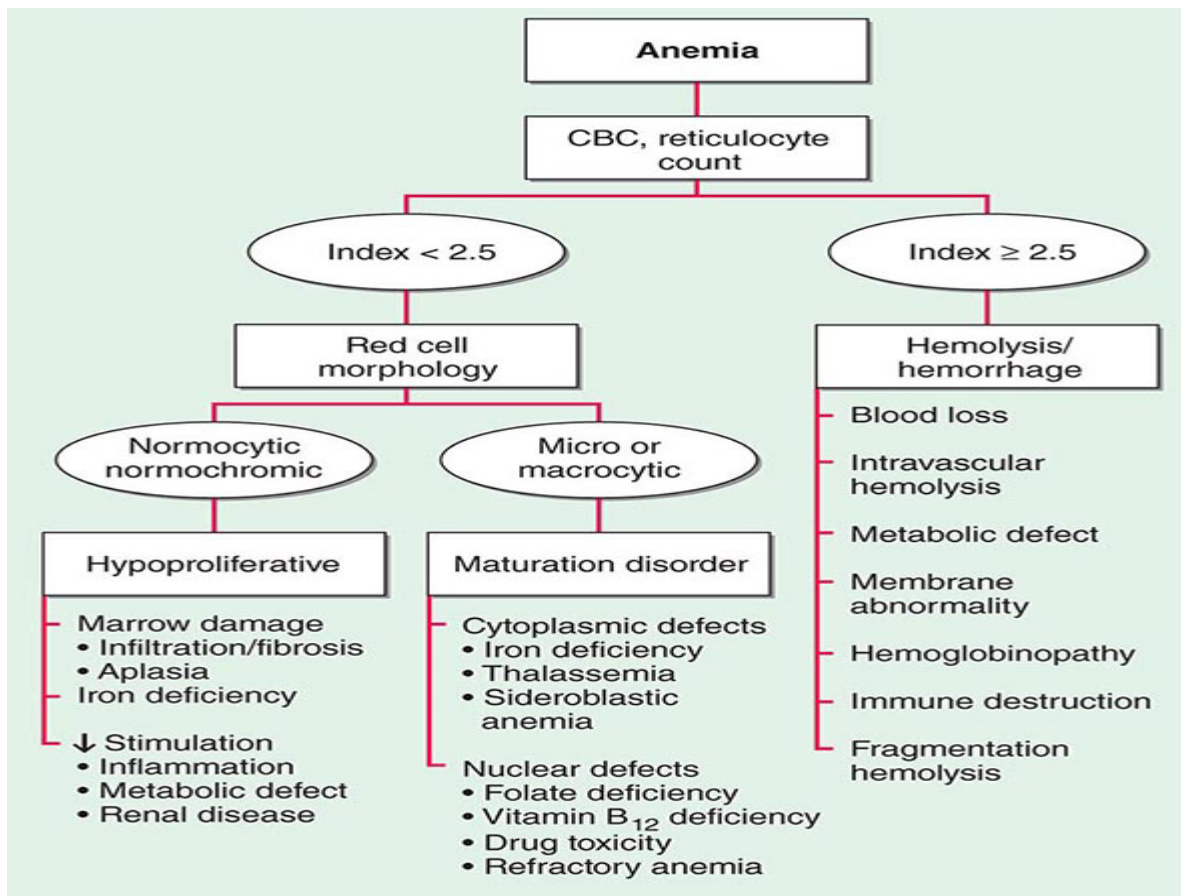 Anemia
CBC, reticulocyte
count
Index < 2.5
Index ≥ 2.5
Red cell
morphology
Hemolysis/
hemorrhage
Normocytic
normochromic
Micro or
macrocytic
Hypoproliferative
Marrow damage
• Infiltration/fibrosis
• Aplasia
Iron deficiency
↓ Stimulation
• Inflammation
• Metabolic defect
• Renal disease
Maturation disorder
Cytoplasmic defects
• Iron deficiency
• Thalassemia
• Sideroblastic
anemia
Nuclear defects
• Folate deficiency
• Vitamin B12 deficiency
• Drug toxicity
• Refractory anemia
Blood loss
Intravascular
hemolysis
Metabolic defect
Membrane
abnormality
Hemoglobinopathy
Immune destruction
Fragmentation
hemolysis